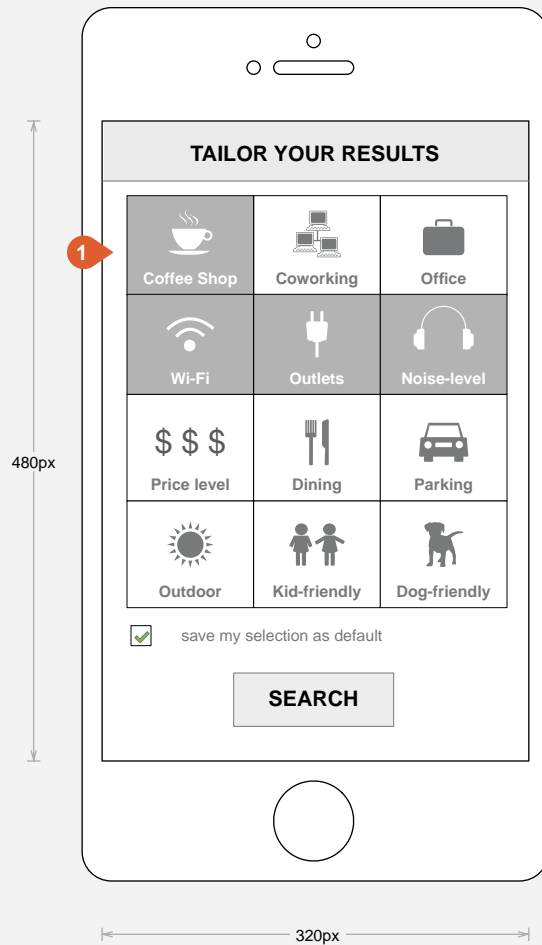 TAILOR YOUR RESULTS
1
Coffee Shop
Coworking
Office
Wi-Fi
Outlets
Noise-level
$ $ $
Price level
Dining
Parking
480px
Outdoor
Kid-friendly
Dog-friendly
save my selection as default
SEARCH
320px